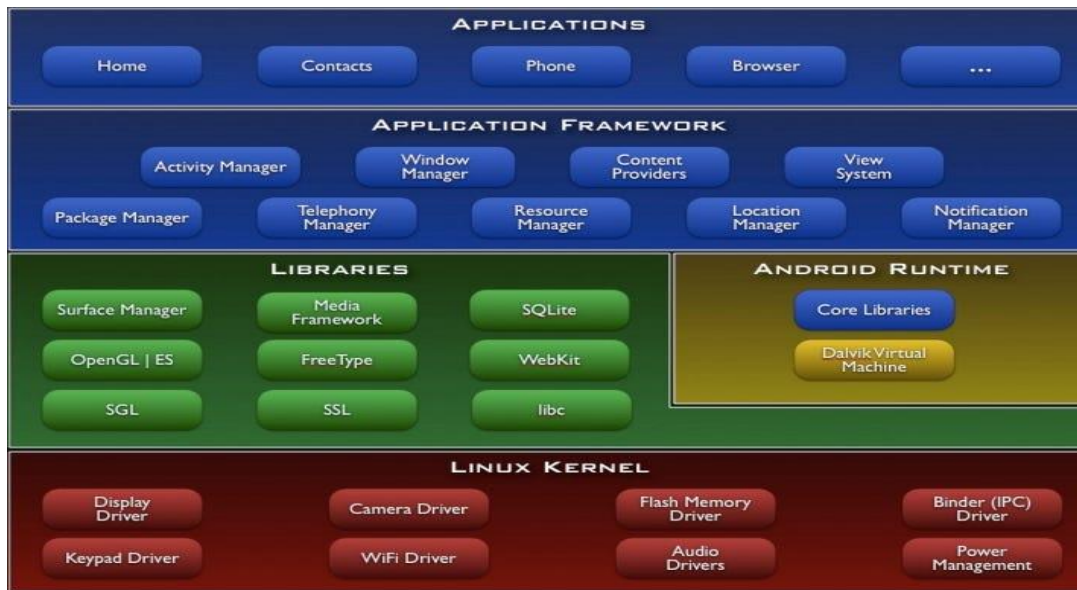 APPLICATIONS
Home
Contacts
Phone
Browser
...
APPLICATION FRAMEWORK
Activity Manager
Window
Manager
Content
Providers
View
System
Package Manager
Telephony
Manager
Resource
Manager
Location
Manager
Notification
Manager
LIBRARIES
Surface Manager
Media
Framework
SQLite
OpenGL | ES
FreeType
WebKit
SGL
SSL
libc
ANDROID RUNTIME
Core Libraries
Dalvik Virtual
Machine
LINUX KERNEL
Display
Driver
Camera Driver
Flash Memory
Driver
Binder (IPC)
Driver
Keypad Driver
WiFi Driver
Audio
Drivers
Power
Management